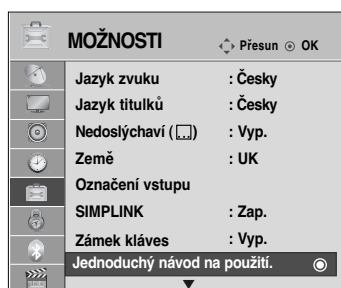 MOŽNOSTI
Přesun OK
Jazyk zvuku : Česky
Jazyk titulků : Česky
Nedoslýchaví ( ) : Vyp.
Země : UK
Označení vstupu
SIMPLINK : Zap.
Zámek kláves : Vyp.
Jednoduchý návod na použití.